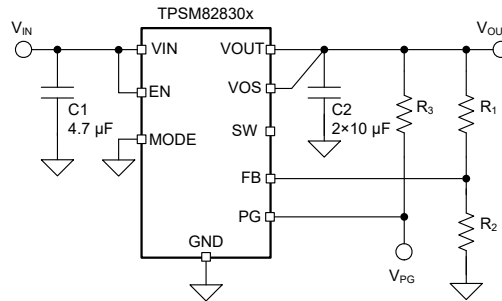 TPSM82830x
VIN
VOU
VIN
VOUT
EN
VOS
C1
4.7 µF
C2
2×10 µF
R3
R1
MODE
SW
FB
PG
R2
GND
VPG